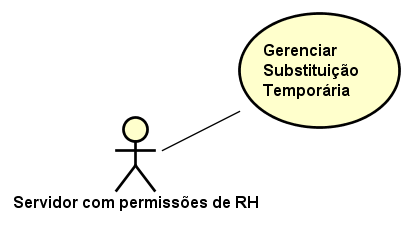 Gerenciar
Substituição
Temporária
Servidor com permissões de RH